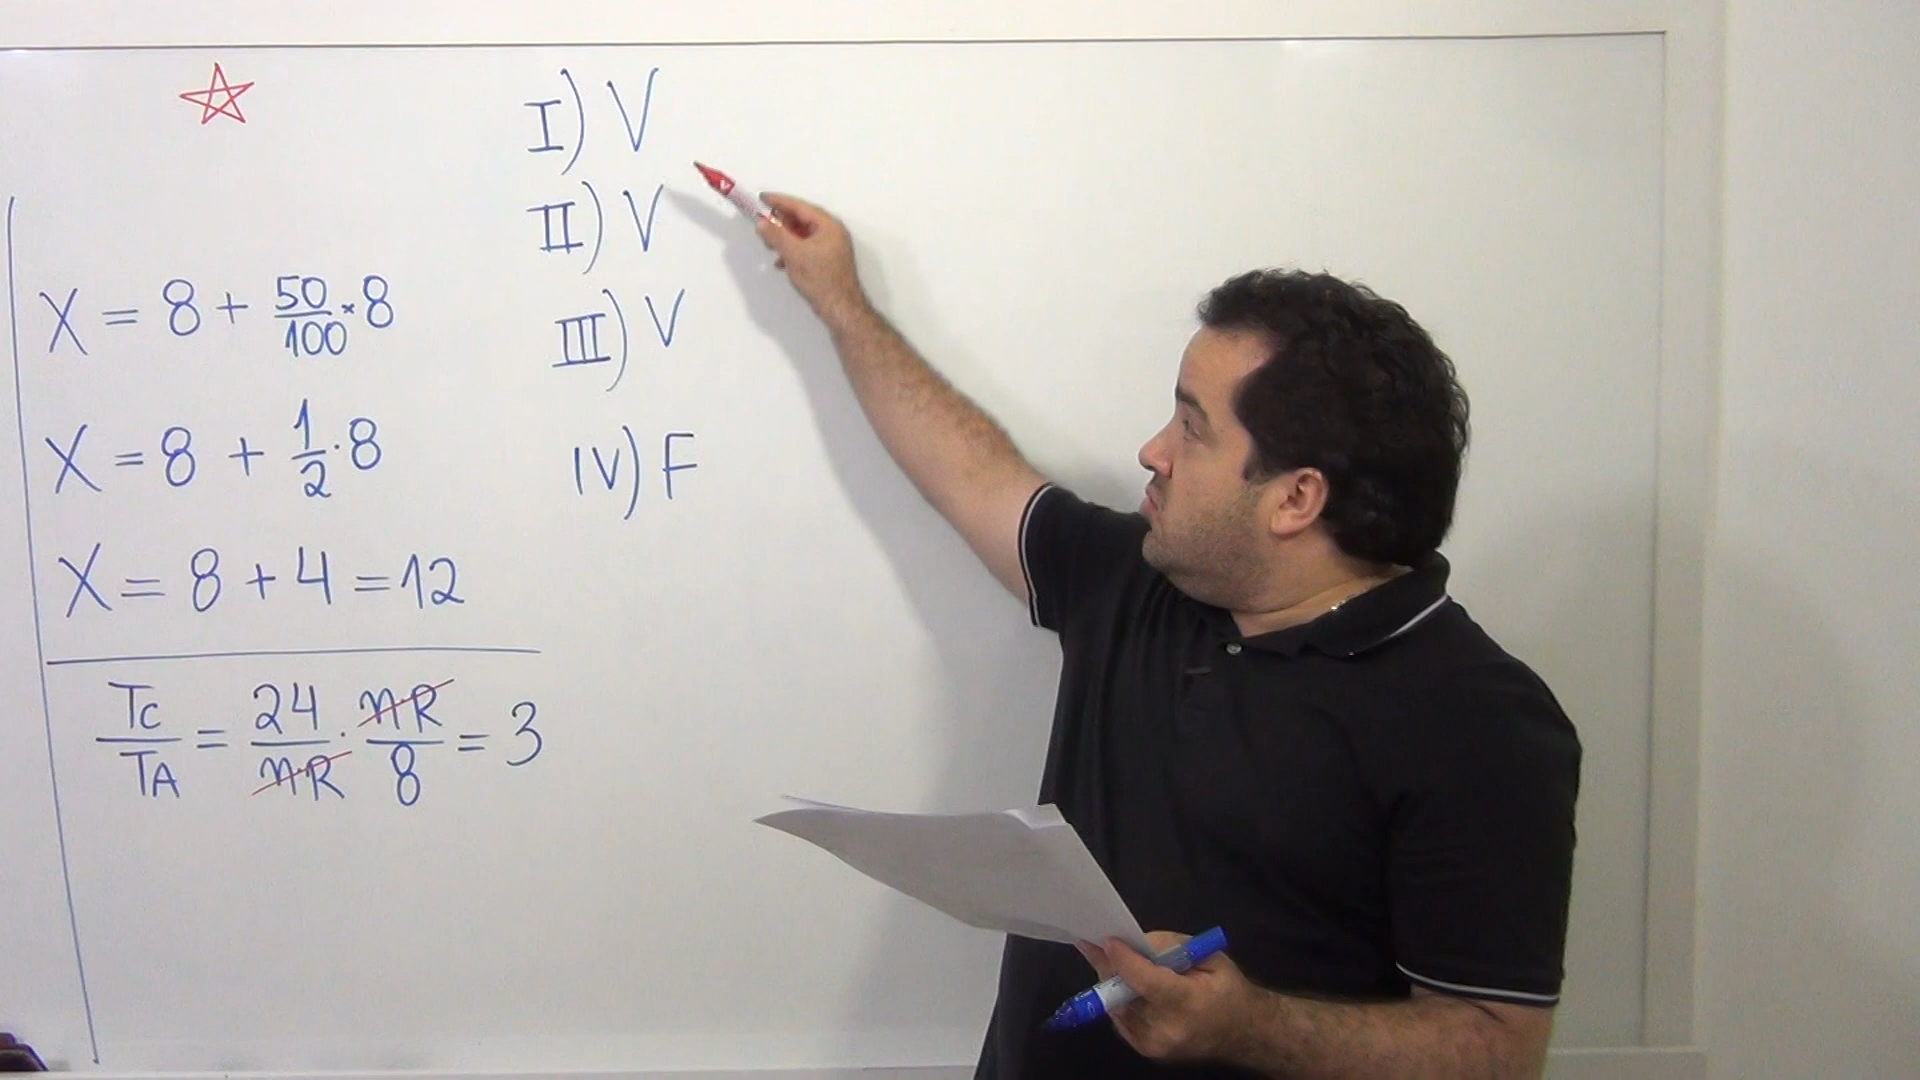 X = 8 + 50/100 * 8
X = 8 + 1/2 · 8
X = 8 + 4 = 12
Tc/TA = 24/nR · nR/8 = 3
I) V
II) V
III) V
IV) F